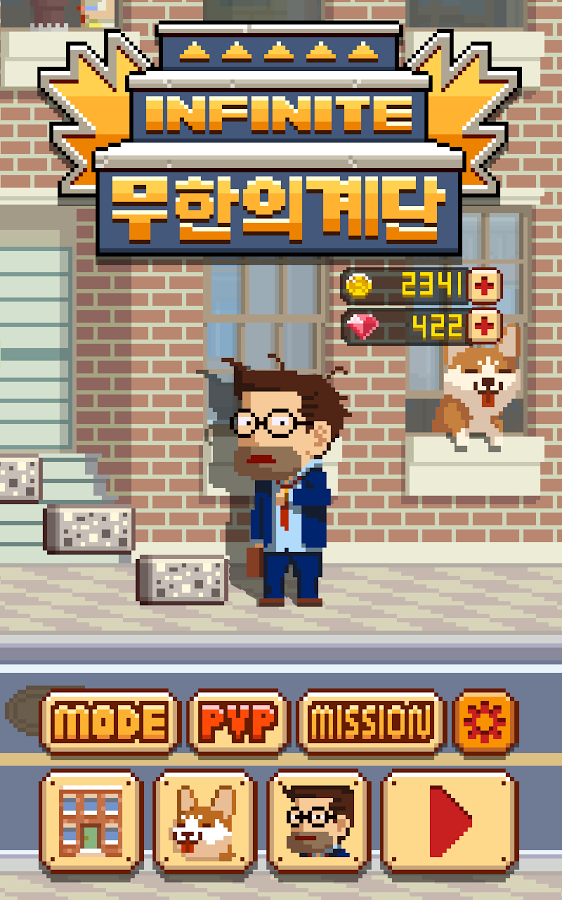 INFINITE
무한의계단
2341
422
MODE PVP MISSION